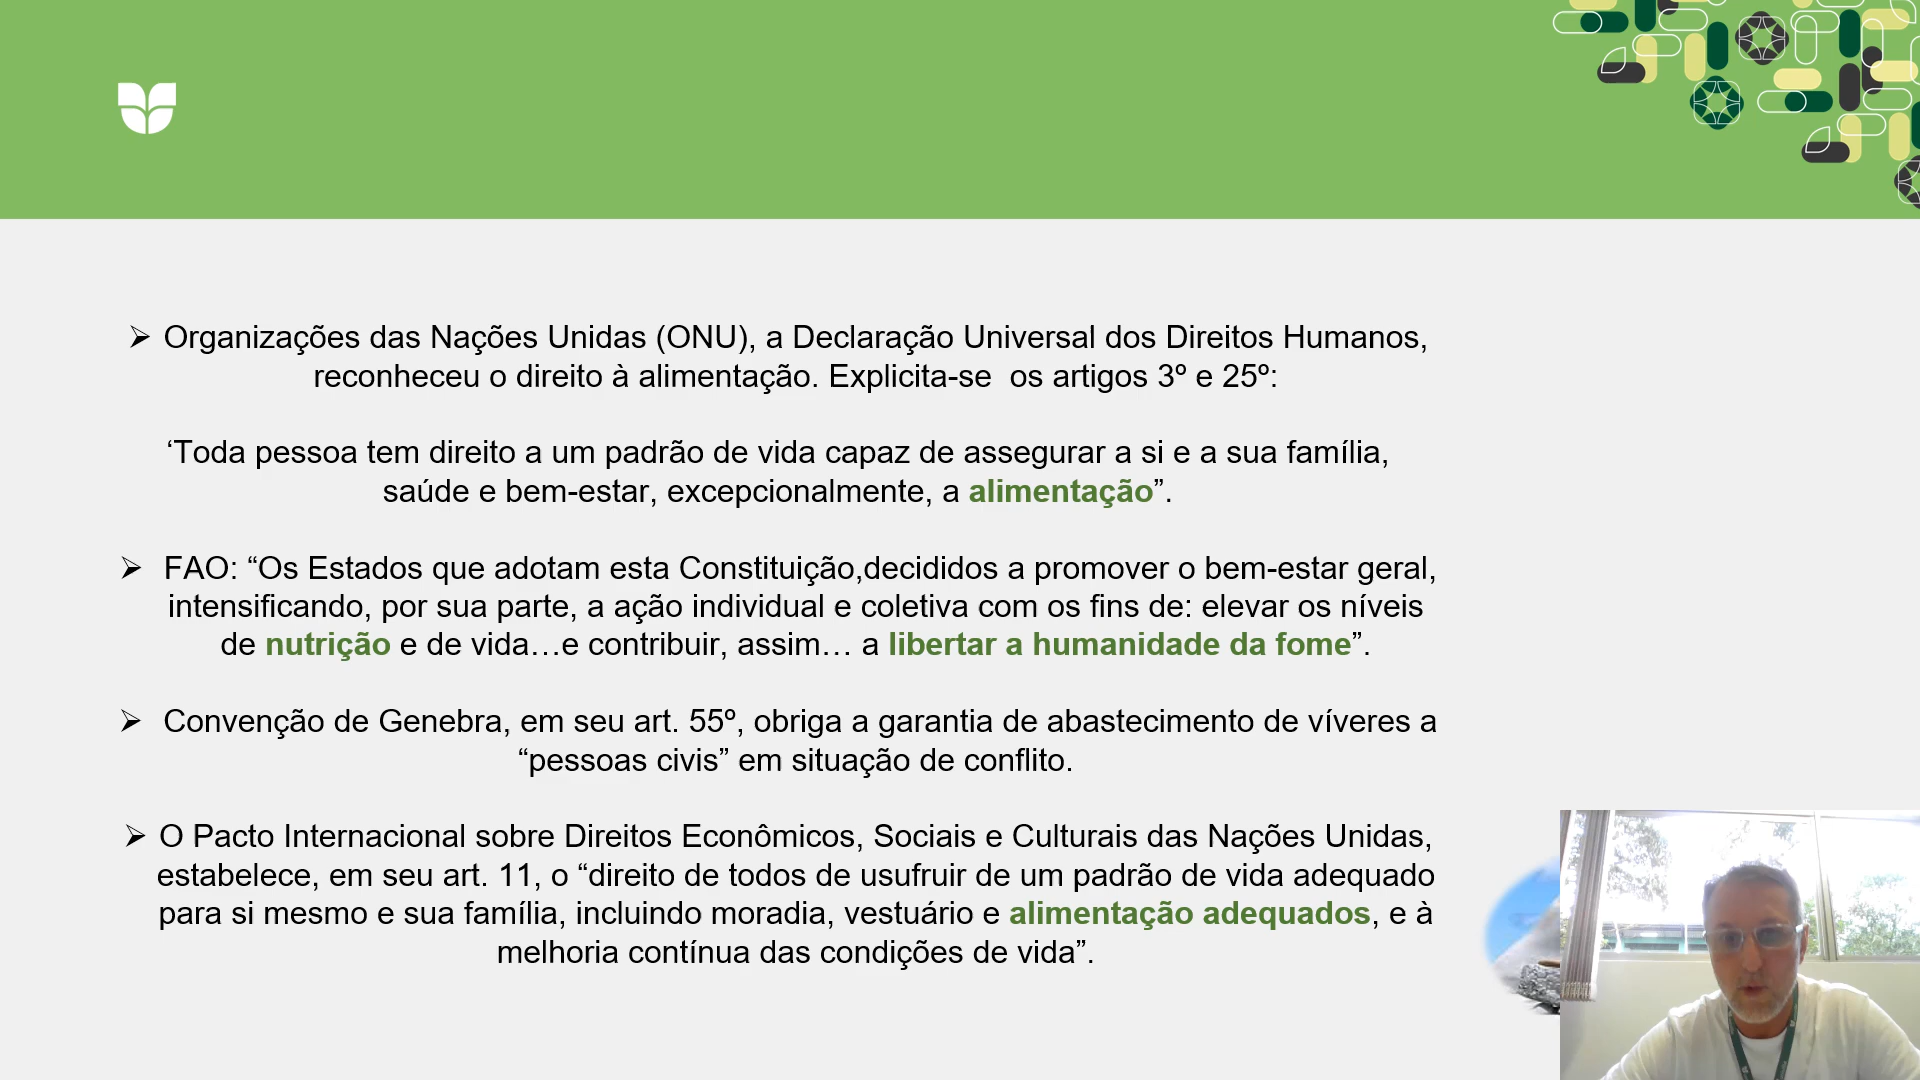 ➢ Organizações das Nações Unidas (ONU), a Declaração Universal dos Direitos Humanos,
reconheceu o direito à alimentação. Explicita-se  os artigos 3º e 25º:
‘Toda pessoa tem direito a um padrão de vida capaz de assegurar a si e a sua família,
saúde e bem-estar, excepcionalmente, a alimentação”.
➢ FAO: “Os Estados que adotam esta Constituição,decididos a promover o bem-estar geral,
intensificando, por sua parte, a ação individual e coletiva com os fins de: elevar os níveis
de nutrição e de vida…e contribuir, assim… a libertar a humanidade da fome”.
➢ Convenção de Genebra, em seu art. 55º, obriga a garantia de abastecimento de víveres a
“pessoas civis” em situação de conflito.
➢ O Pacto Internacional sobre Direitos Econômicos, Sociais e Culturais das Nações Unidas,
estabelece, em seu art. 11, o “direito de todos de usufruir de um padrão de vida adequado
para si mesmo e sua família, incluindo moradia, vestuário e alimentação adequados, e à
melhoria contínua das condições de vida”.